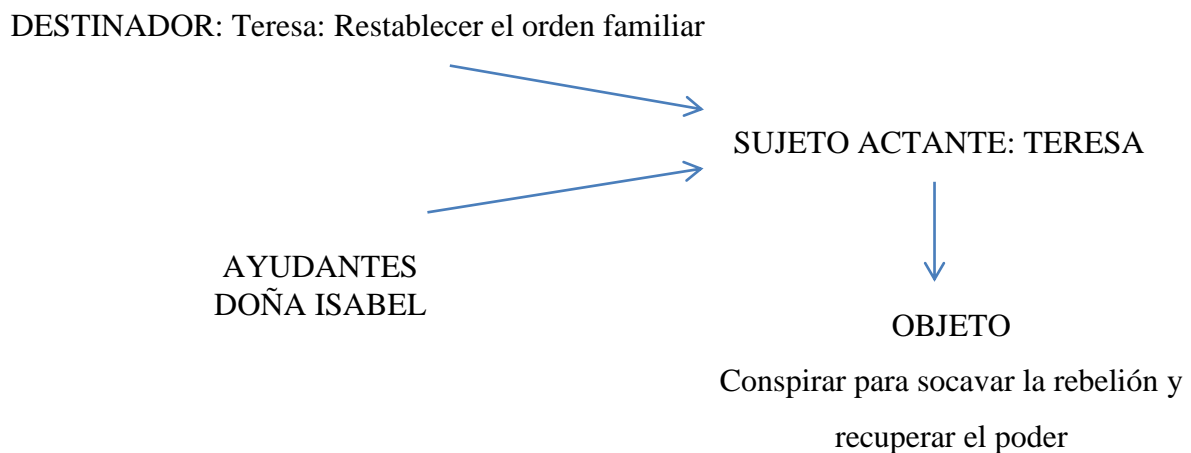 DESTINADOR: Teresa: Restablecer el orden familiar
SUJETO ACTANTE: TERESA
AYUDANTES
DOÑA ISABEL
OBJETO
Conspirar para socavar la rebelión y
recuperar el poder